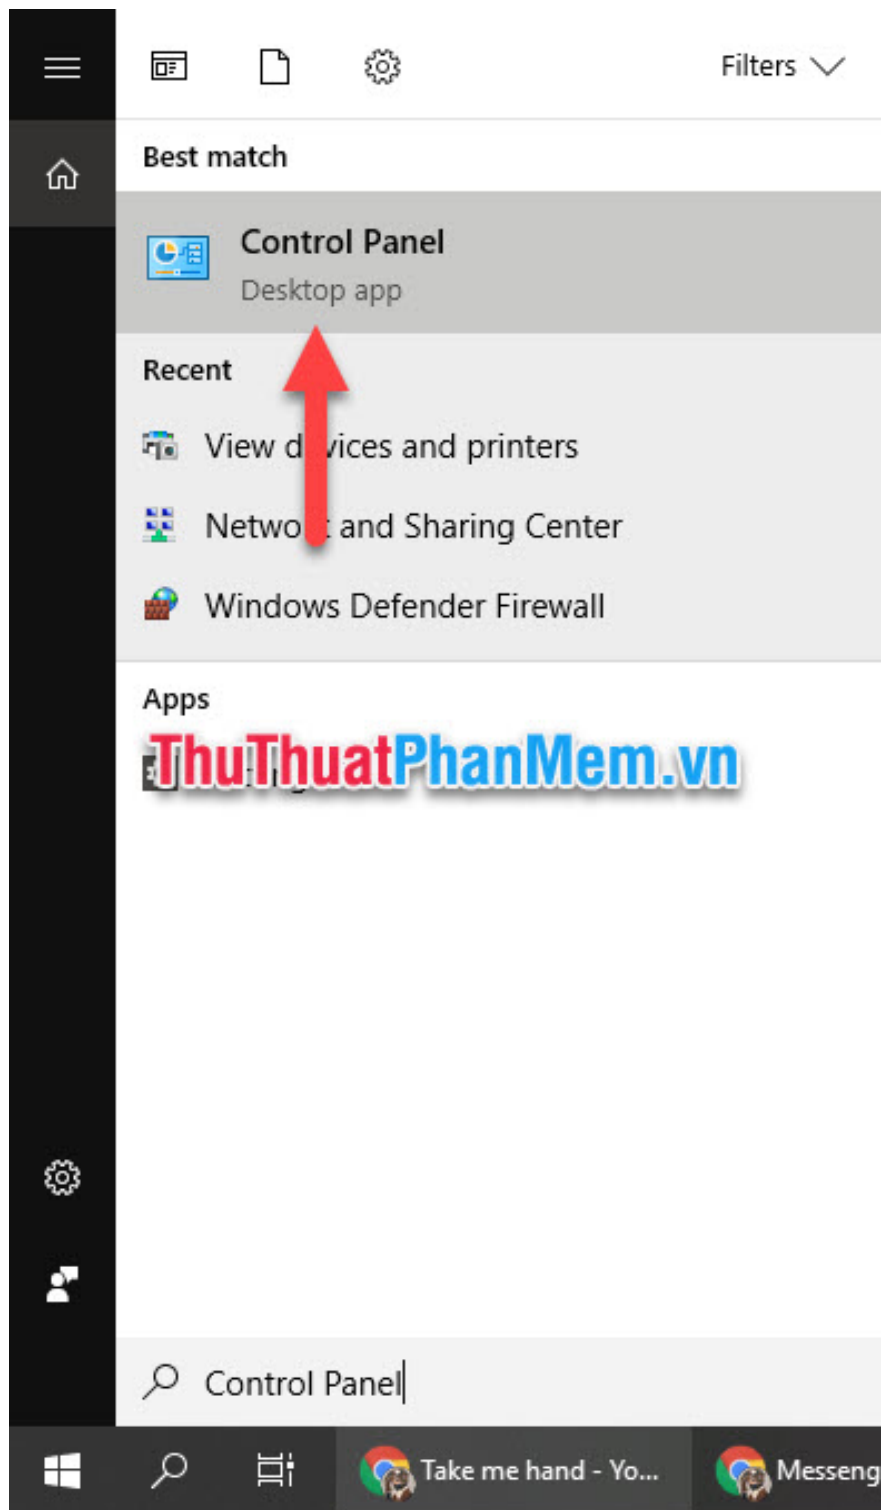 Filters
Best match
Control Panel
Desktop app
Recent
View devices and printers
Network and Sharing Center
Windows Defender Firewall
Apps
ThuThuatPhanMem.vn
Control Panel
Take me hand - Yo...
Messeng